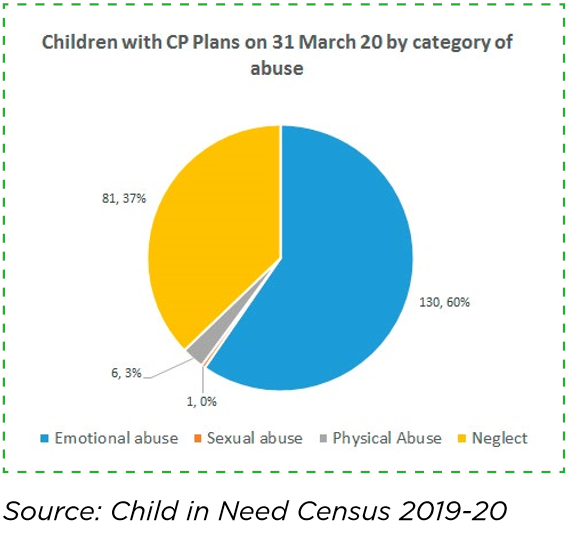 Children with CP Plans on 31 March 20 by category of
abuse
81, 37%
130, 60%
6, 3%
1, 0%
Emotional abuse Sexual abuse Physical Abuse Neglect
Source: Child in Need Census 2019-20